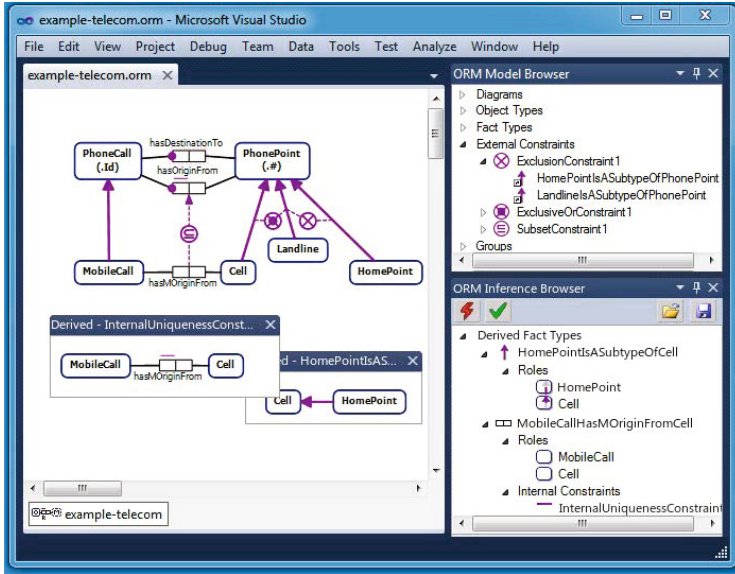 example-telecom.orm - Microsoft Visual Studio
File Edit View Project Debug Team Data Tools Test Analyze Window Help
example-telecom.orm
hasDestinationTo
PhoneCall
(.Id)
PhonePoint
(.#)
hasOriginFrom
Landline
MobileCall
Cell
HomePoint
hasMOriginFrom
Derived - InternalUniquenessConst...
MobileCall
Cell
hasMOriginFrom
ed - HomePointIsAS...
Cell
HomePoint
example-telecom
ORM Model Browser
Diagrams
Object Types
Fact Types
External Constraints
ExclusionConstraint1
HomePointIsASubtypeOfPhonePoint
LandlineIsASubtypeOfPhonePoint
ExclusiveOrConstraint1
SubsetConstraint1
Groups
ORM Inference Browser
Derived Fact Types
HomePointIsASubtypeOfCell
Roles
HomePoint
Cell
MobileCallHasMOriginFromCell
Roles
MobileCall
Cell
Internal Constraints
InternalUniquenessConstraint